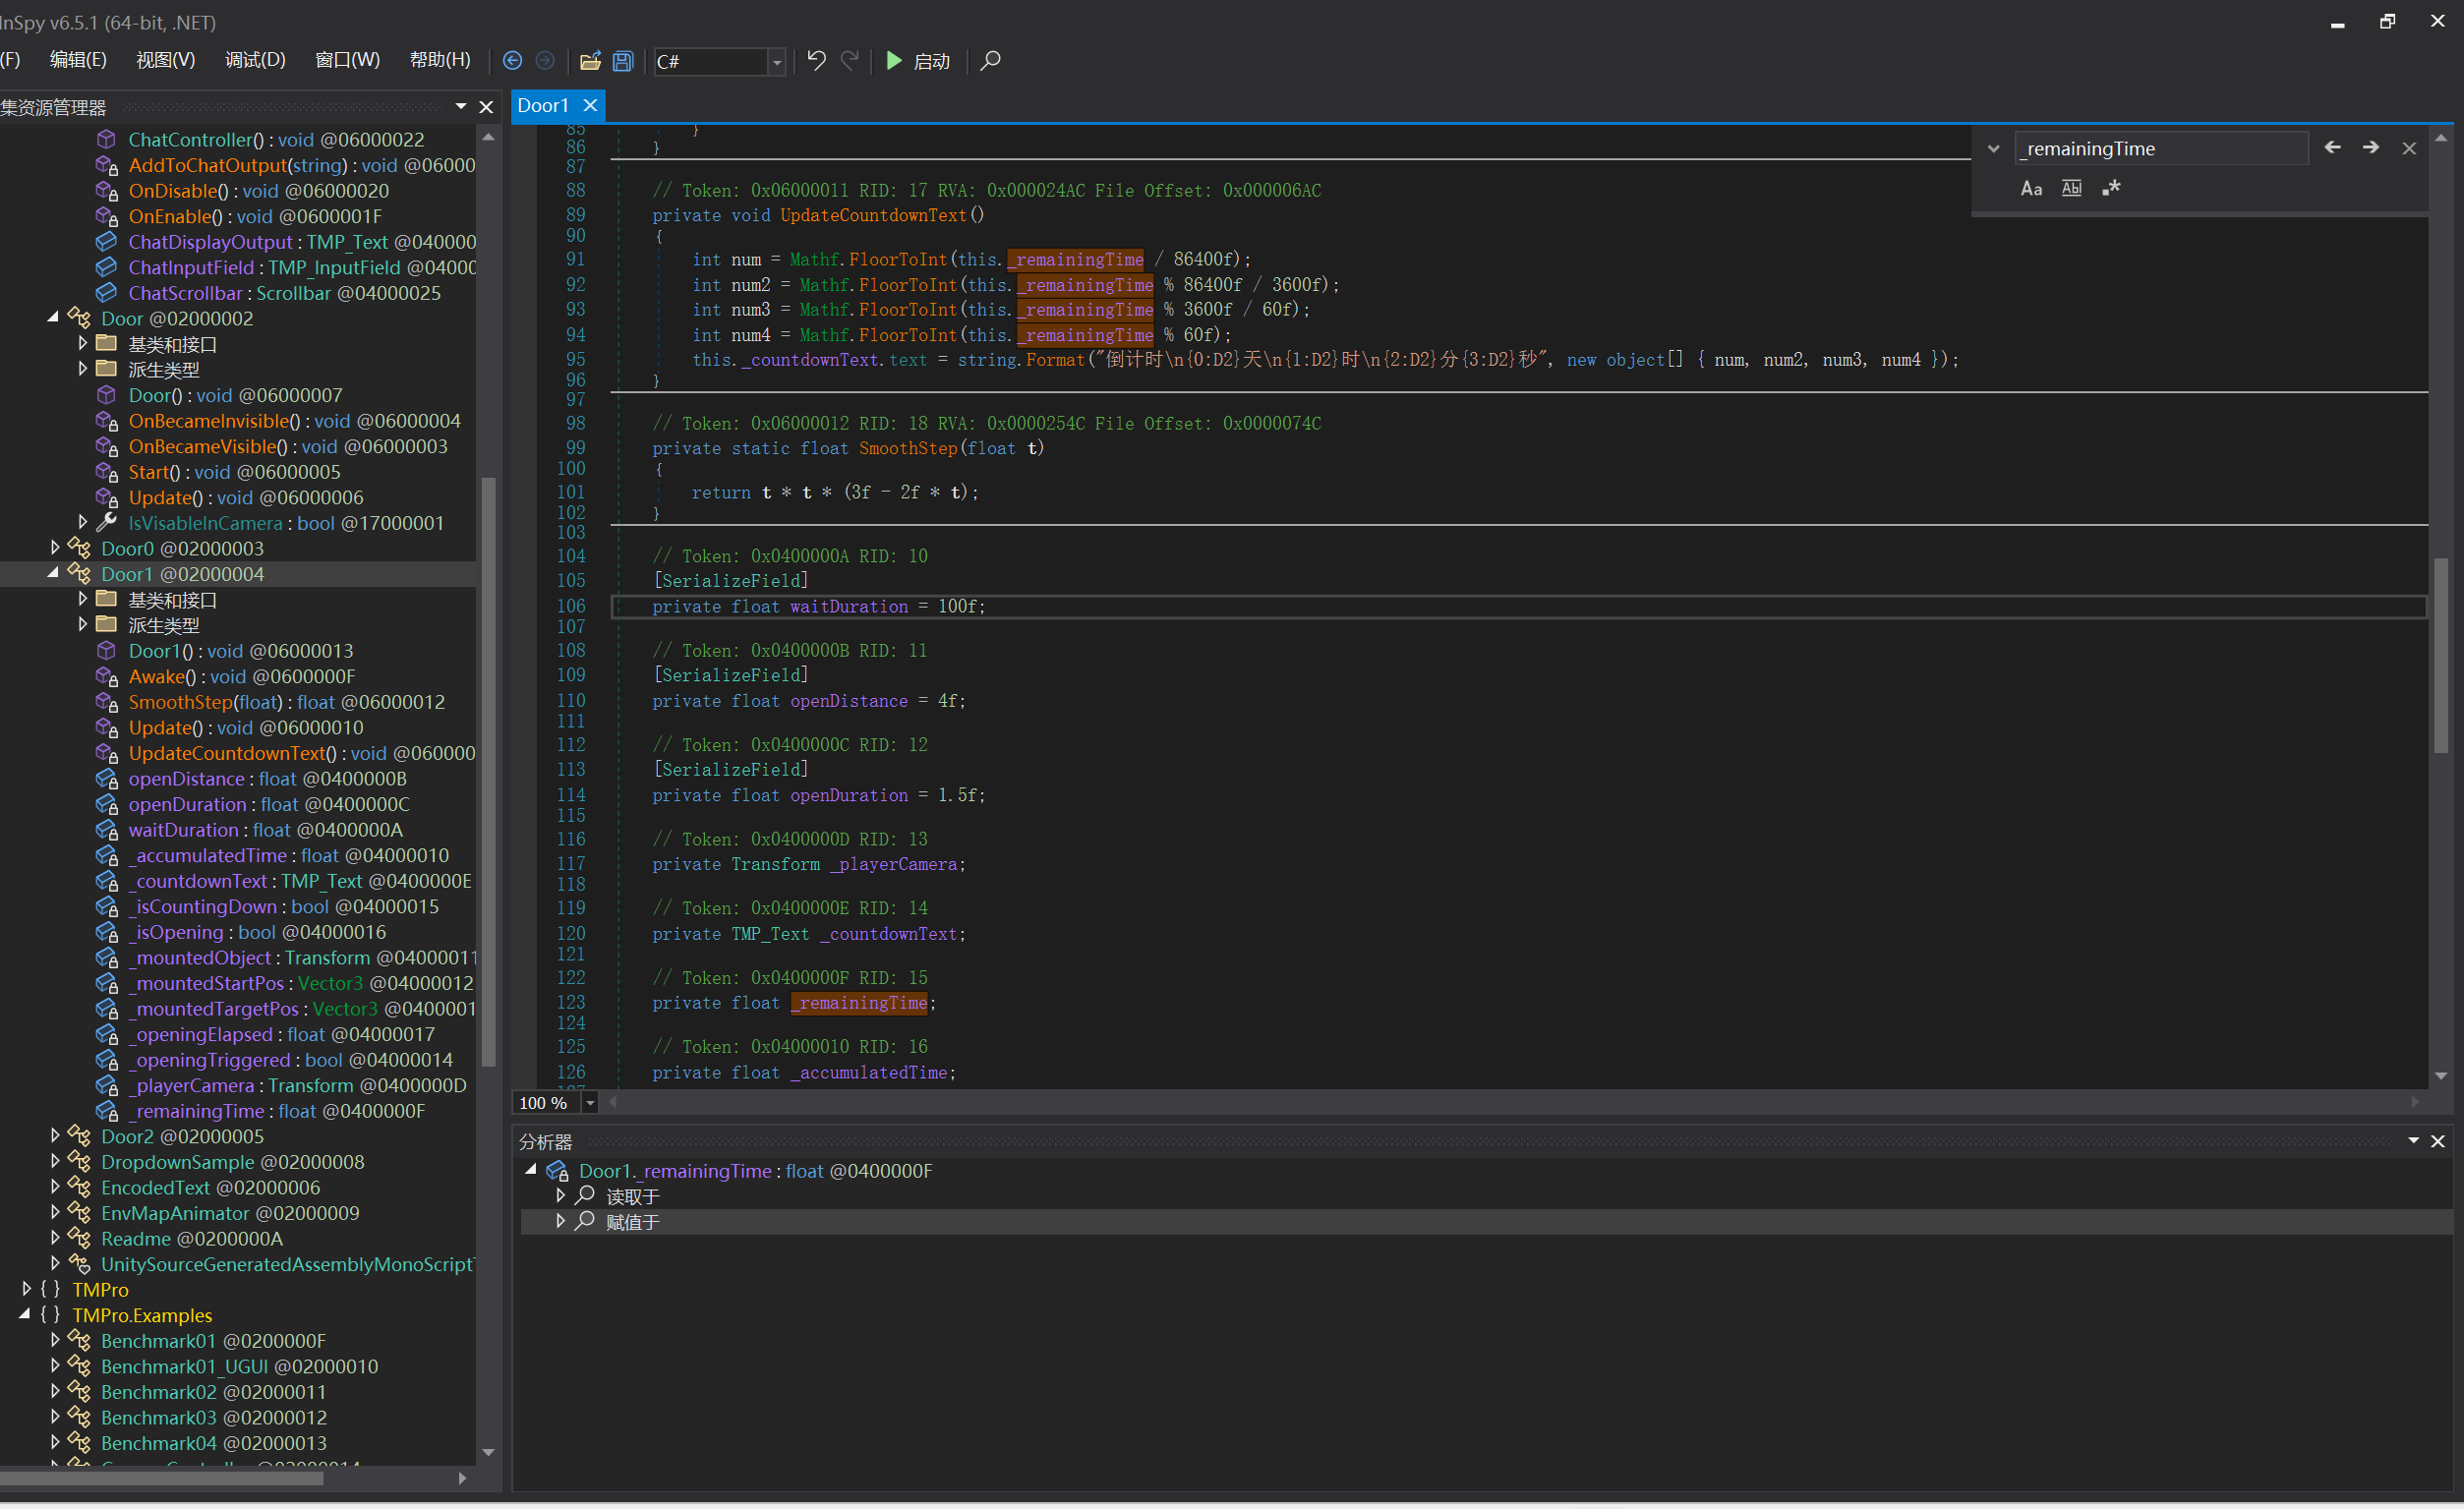 InSpy v6.5.1 (64-bit, .NET)
(F) 编辑(E) 视图(V) 调试(D) 窗口(W) 帮助(H) C# 启动
集资源管理器
ChatController() : void @06000022
AddToChatOutput(string) : void @06000
OnDisable() : void @06000020
OnEnable() : void @0600001F
ChatDisplayOutput : TMP_Text @040000
ChatInputField : TMP_InputField @0400C
ChatScrollbar : Scrollbar @04000025
Door @02000002
基类和接口
派生类型
Door() : void @06000007
OnBecameInvisible() : void @06000004
OnBecameVisible() : void @06000003
Start() : void @06000005
Update() : void @06000006
IsVisableInCamera : bool @17000001
Door0 @02000003
Door1 @02000004
基类和接口
派生类型
Door1() : void @06000013
Awake() : void @0600000F
SmoothStep(float) : float @06000012
Update() : void @06000010
UpdateCountdownText() : void @060000
openDistance : float @0400000B
openDuration : float @0400000C
waitDuration : float @0400000A
_accumulatedTime : float @04000010
_countdownText : TMP_Text @0400000E
_isCountingDown : bool @04000015
_isOpening : bool @04000016
_mountedObject : Transform @04000011
_mountedStartPos : Vector3 @04000012
_mountedTargetPos : Vector3 @0400001
_openingElapsed : float @04000017
_openingTriggered : bool @04000014
_playerCamera : Transform @0400000D
_remainingTime : float @0400000F
Door2 @02000005
DropdownSample @02000008
EncodedText @02000006
EnvMapAnimator @02000009
Readme @0200000A
UnitySourceGeneratedAssemblyMonoScript
TMPro
TMPro.Examples
Benchmark01 @0200000F
Benchmark01_UGUI @02000010
Benchmark02 @02000011
Benchmark03 @02000012
Benchmark04 @02000013
Door1
_remainingTime
Aa Abl .*
85 }
86 }
87
88 // Token: 0x06000011 RID: 17 RVA: 0x000024AC File Offset: 0x000006AC
89 private void UpdateCountdownText()
90 {
91 int num = Mathf.FloorToInt(this._remainingTime / 86400f);
92 int num2 = Mathf.FloorToInt(this._remainingTime % 86400f / 3600f);
93 int num3 = Mathf.FloorToInt(this._remainingTime % 3600f / 60f);
94 int num4 = Mathf.FloorToInt(this._remainingTime % 60f);
95 this._countdownText.text = string.Format("倒计时\n{0:D2}天\n{1:D2}时\n{2:D2}分{3:D2}秒", new object[] { num, num2, num3, num4 });
96 }
97
98 // Token: 0x06000012 RID: 18 RVA: 0x0000254C File Offset: 0x0000074C
99 private static float SmoothStep(float t)
100 {
101 return t * t * (3f - 2f * t);
102 }
103
104 // Token: 0x0400000A RID: 10
105 [SerializeField]
106 private float waitDuration = 100f;
107
108 // Token: 0x0400000B RID: 11
109 [SerializeField]
110 private float openDistance = 4f;
111
112 // Token: 0x0400000C RID: 12
113 [SerializeField]
114 private float openDuration = 1.5f;
115
116 // Token: 0x0400000D RID: 13
117 private Transform _playerCamera;
118
119 // Token: 0x0400000E RID: 14
120 private TMP_Text _countdownText;
121
122 // Token: 0x0400000F RID: 15
123 private float _remainingTime;
124
125 // Token: 0x04000010 RID: 16
126 private float _accumulatedTime;
100 %
分析器
Door1._remainingTime : float @0400000F
读取于
赋值于